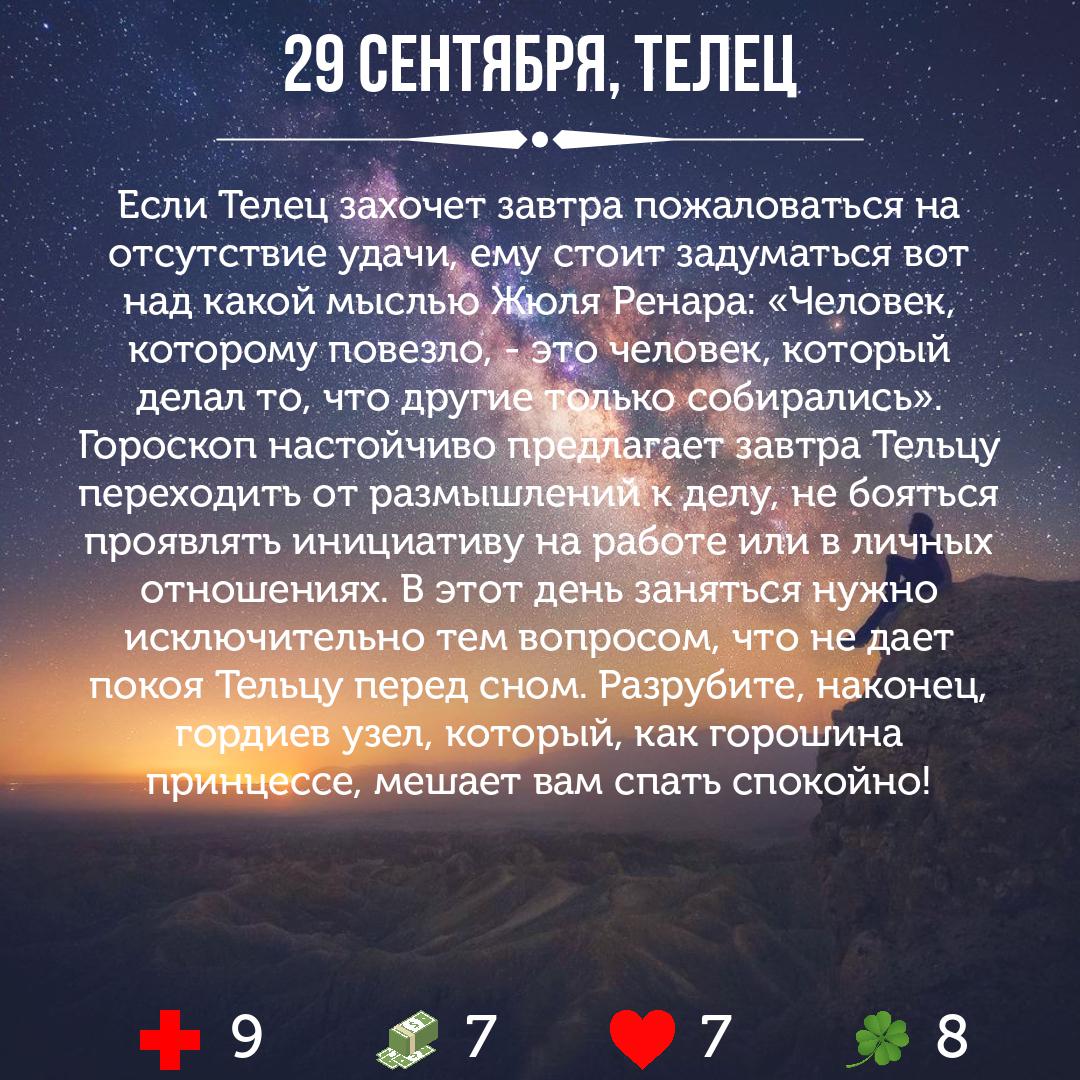 29 СЕНТЯБРЯ, ТЕЛЕЦ
Если Телец захочет завтра пожаловаться на
отсутствие удачи, ему стоит задуматься вот
над какой мыслью Жюля Ренара: «Человек,
которому повезло, - это человек, который
делал то, что другие только собирались».
Гороскоп настойчиво предлагает завтра Тельцу
переходить от размышлений к делу, не бояться
проявлять инициативу на работе или в личных
отношениях. В этот день заняться нужно
исключительно тем вопросом, что не дает
покоя Тельцу перед сном. Разрубите, наконец,
гордиев узел, который, как горошина
принцессе, мешает вам спать спокойно!
9 7 7 8